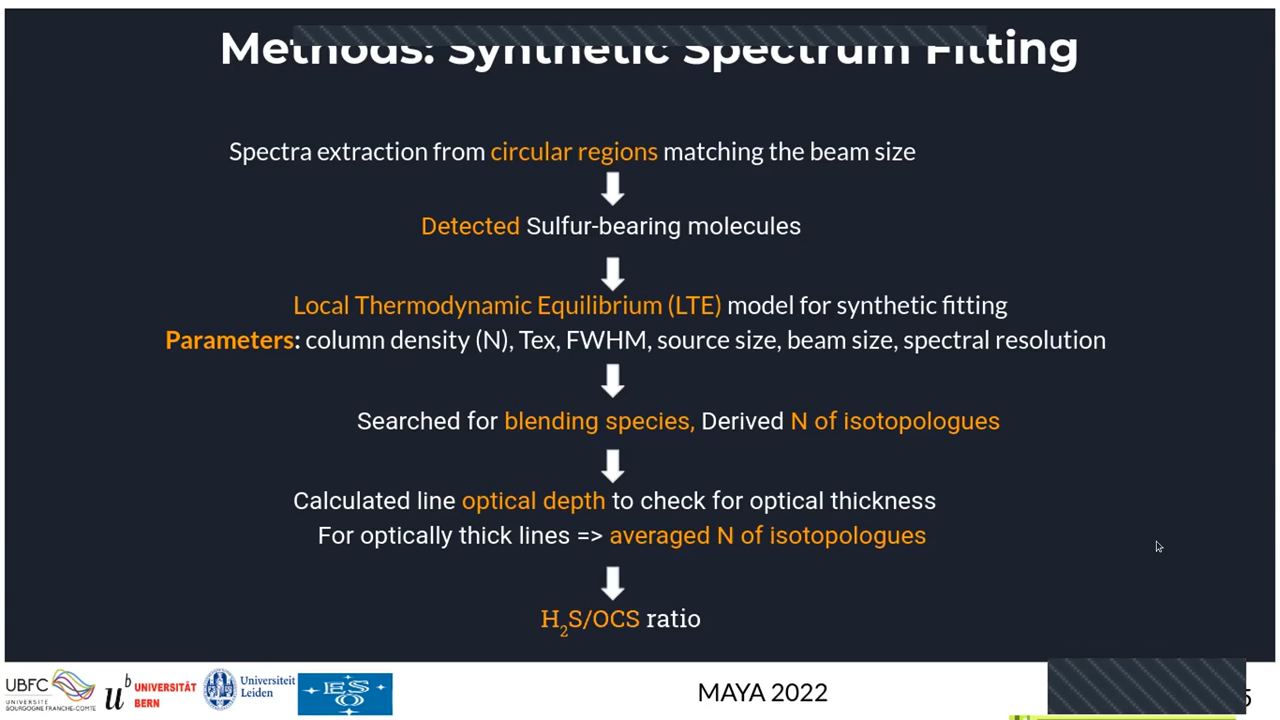 Methods: Synthetic Spectrum Fitting
Spectra extraction from circular regions matching the beam size
Detected Sulfur-bearing molecules
Local Thermodynamic Equilibrium (LTE) model for synthetic fitting
Parameters: column density (N), Tex, FWHM, source size, beam size, spectral resolution
Searched for blending species, Derived N of isotopologues
Calculated line optical depth to check for optical thickness
For optically thick lines => averaged N of isotopologues
H₂S/OCS ratio
UBFC
UNIVERSITÉ
BOURGOGNE FRANCHE-COMTÉ
u^b
UNIVERSITÄT
BERN
Universiteit
Leiden
ESO
MAYA 2022
5